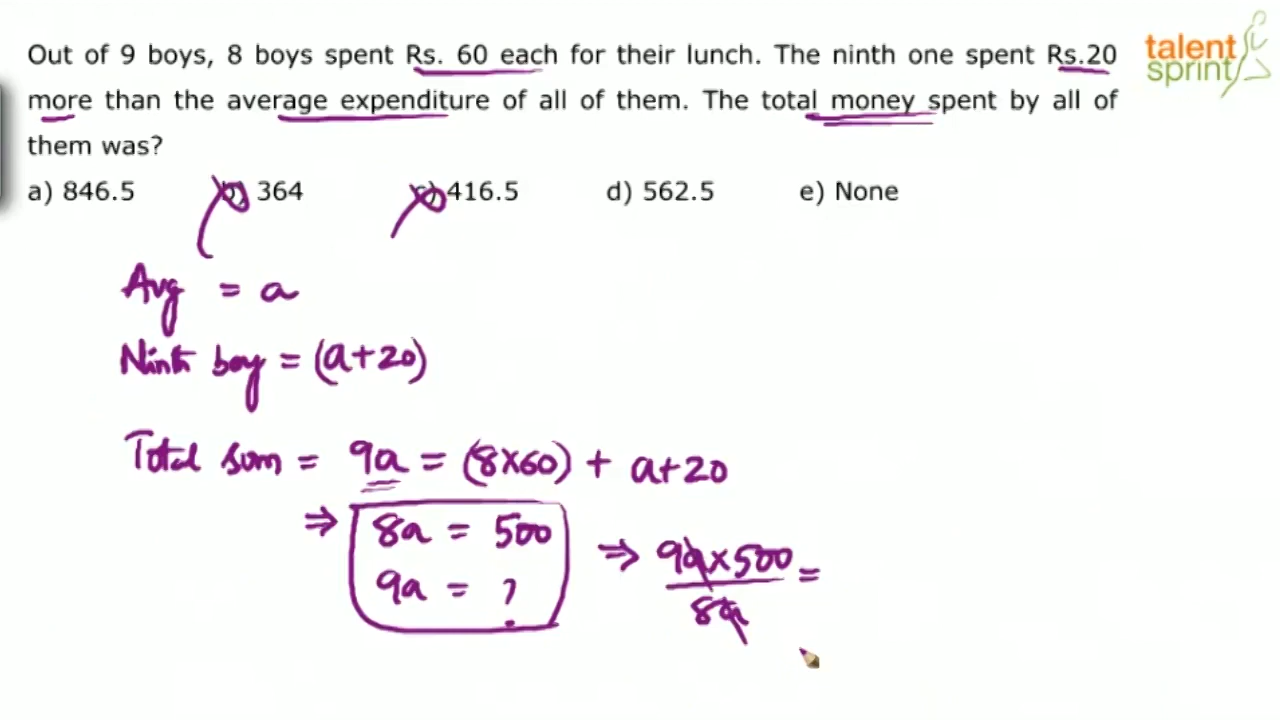 Out of 9 boys, 8 boys spent Rs. 60 each for their lunch. The ninth one spent Rs.20
more than the average expenditure of all of them. The total money spent by all of
them was?
talent
sprint
a) 846.5 b) 364 c) 416.5 d) 562.5 e) None
Avg = a
Ninth boy = (a+20)
Total sum = 9a = (8×60) + a+20
⇒ 8a = 500
9a = ?
⇒ 9a×500 =
8a